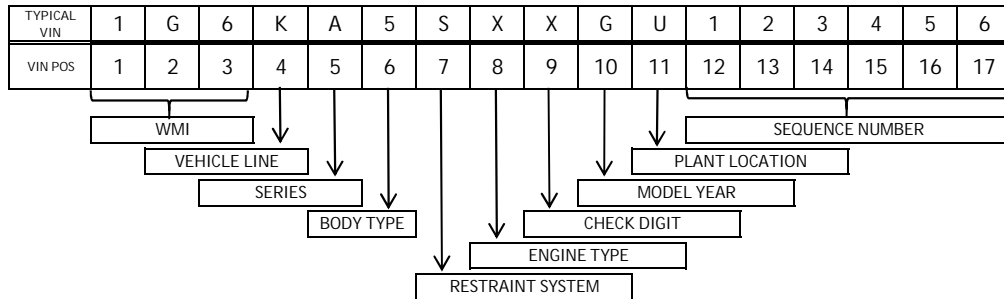 TYPICAL VIN 1 G 6 K A 5 S X X G U 1 2 3 4 5 6
VIN POS 1 2 3 4 5 6 7 8 9 10 11 12 13 14 15 16 17
WMI SEQUENCE NUMBER
VEHICLE LINE PLANT LOCATION
SERIES MODEL YEAR
BODY TYPE CHECK DIGIT
ENGINE TYPE
RESTRAINT SYSTEM